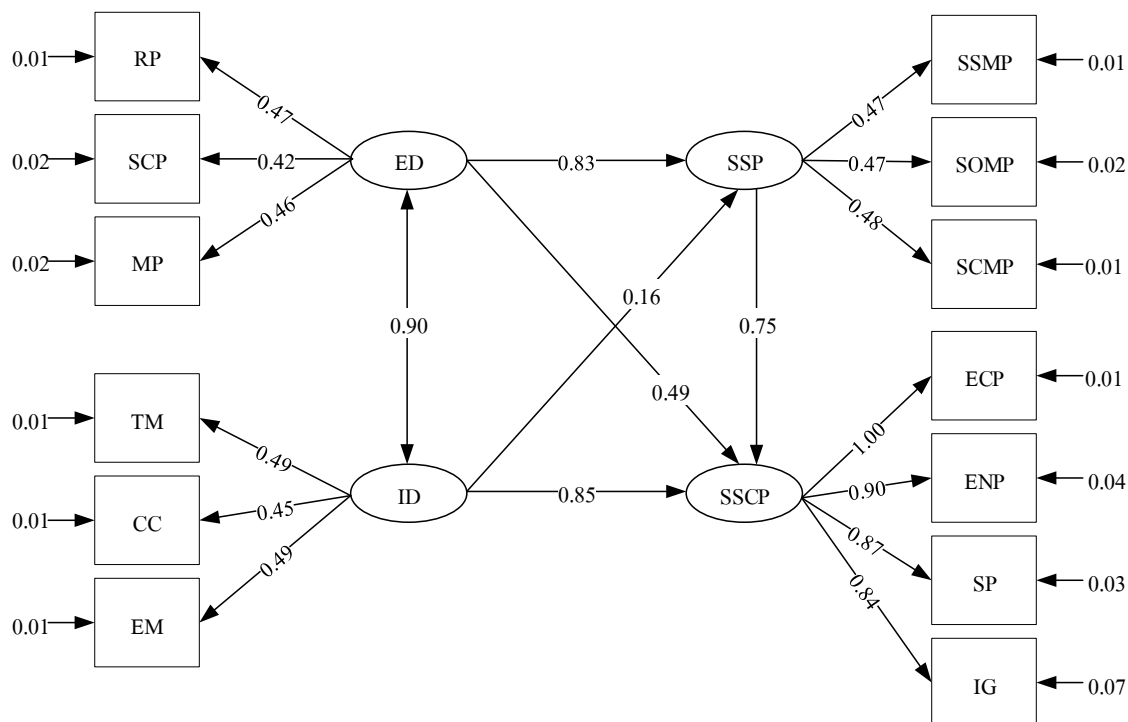 0.01
RP
0.47
SSMP
0.01
0.47
0.02
SCP
0.42
ED
0.83
SSP
0.47
SOMP
0.02
0.46
0.48
0.02
MP
SCMP
0.01
0.90
0.16
0.75
0.49
ECP
0.01
0.01
TM
0.49
1.00
0.45
ID
0.85
SSCP
0.90
ENP
0.04
0.01
CC
0.49
0.87
0.84
SP
0.03
0.01
EM
IG
0.07